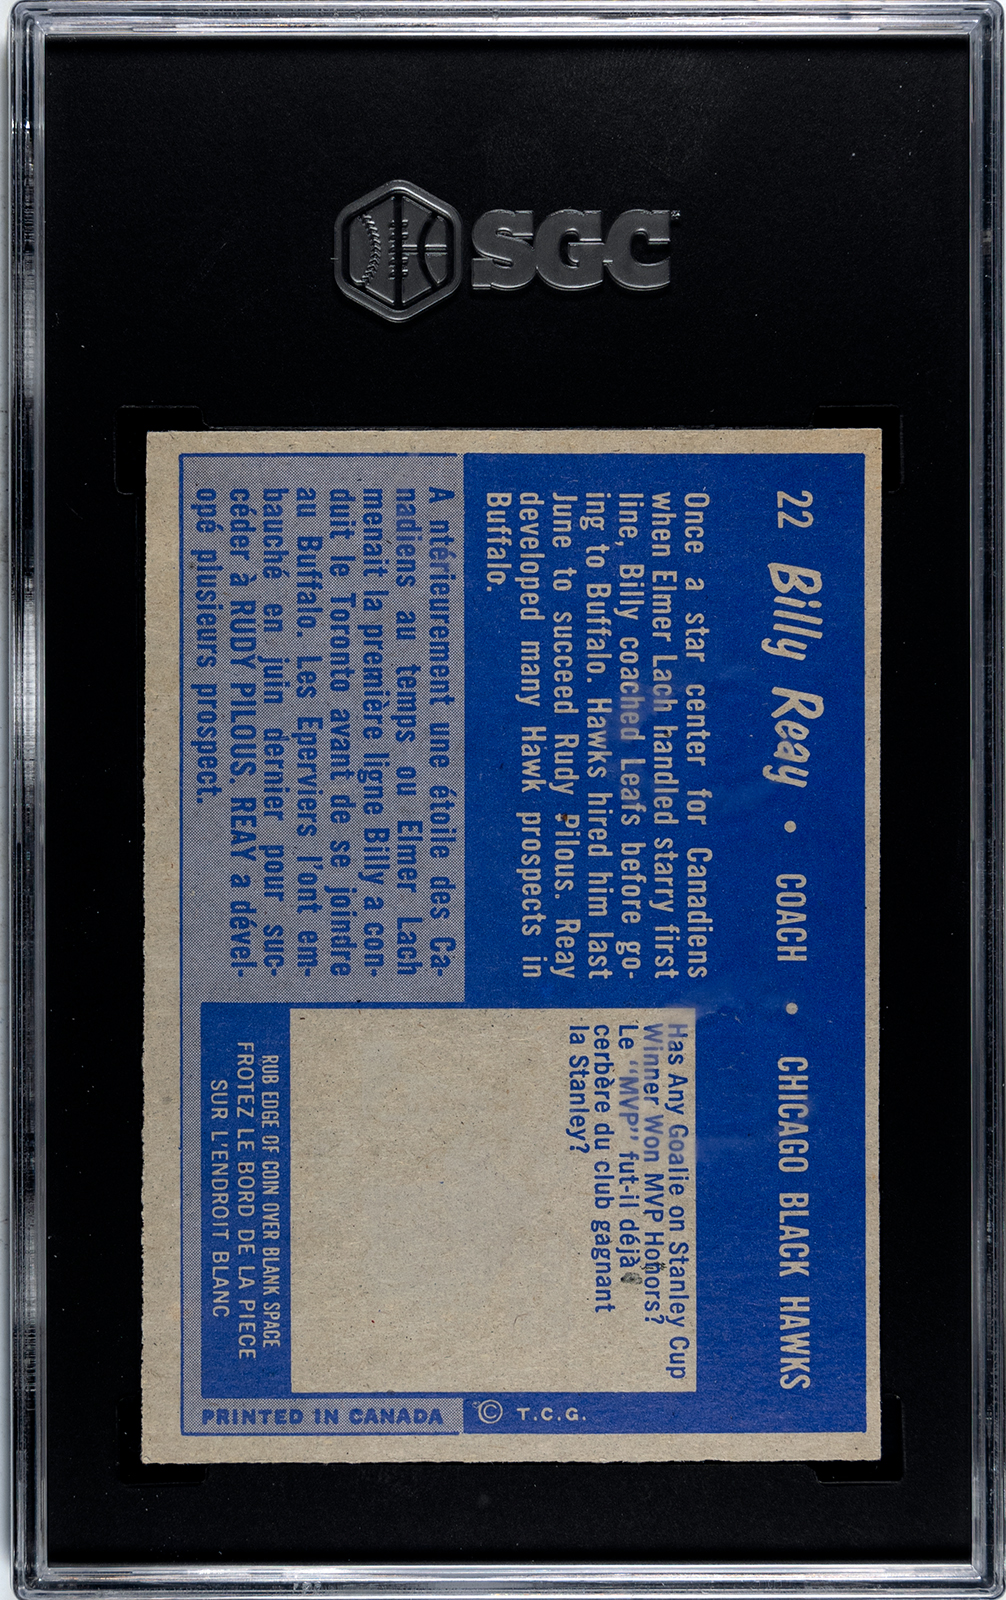 SGC
22 Billy Reay • COACH • CHICAGO BLACK HAWKS
Once a star center for Canadiens
when Elmer Lach handled starry first
line, Billy coached Leafs before go-
ing to Buffalo. Hawks hired him last
June to succeed Rudy Pilous. Reay
developed many Hawk prospects in
Buffalo.
Antérieurement une étoile des Ca-
nadiens au temps ou Elmer Lach
menait la première ligne Billy a con-
duit le Toronto avant de se joindre
au Buffalo. Les Eperviers l'ont em-
bauché en juin dernier pour suc-
céder à RUDY PILOUS. REAY a dével-
opé plusieurs prospect.
Has Any Goalie on Stanley Cup
Winner Won MVP Honors?
Le "MVP" fut-il déjà
cerbère du club gagnant
la Stanley?
RUB EDGE OF COIN OVER BLANK SPACE
FROTEZ LE BORD DE LA PIECE
SUR L'ENDROIT BLANC
© T.C.G.
PRINTED IN CANADA